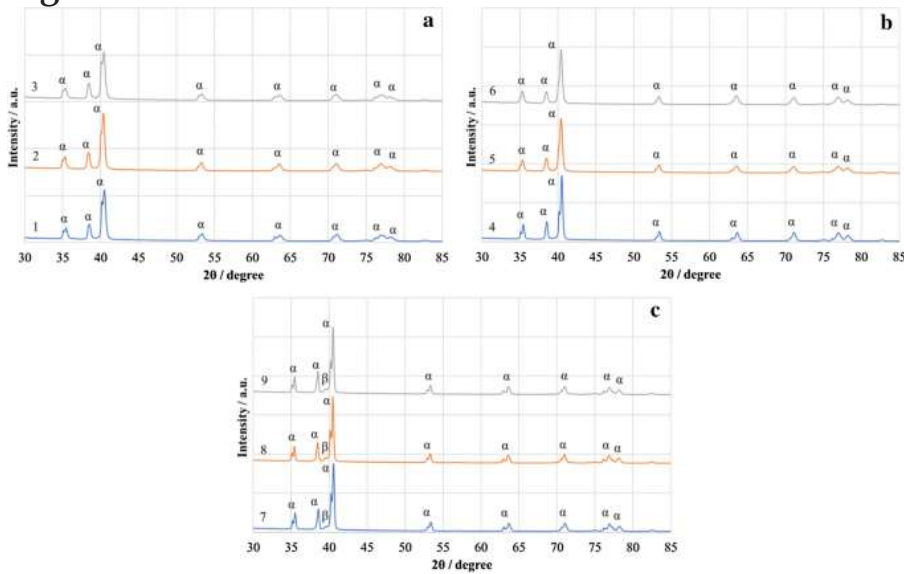 a
α α α α α α α α
3
α α α α α α α α
2
α α α α α α α α
1
30 35 40 45 50 55 60 65 70 75 80 85
2θ / degree
Intensity / a.u.
b
α α α α α α α α
6
α α α α α α α α
5
α α α α α α α α
4
30 35 40 45 50 55 60 65 70 75 80 85
2θ / degree
Intensity / a.u.
c
α α β α α α α α α
9
α α β α α α α α α
8
α α β α α α α α α
7
30 35 40 45 50 55 60 65 70 75 80 85
2θ / degree
Intensity / a.u.